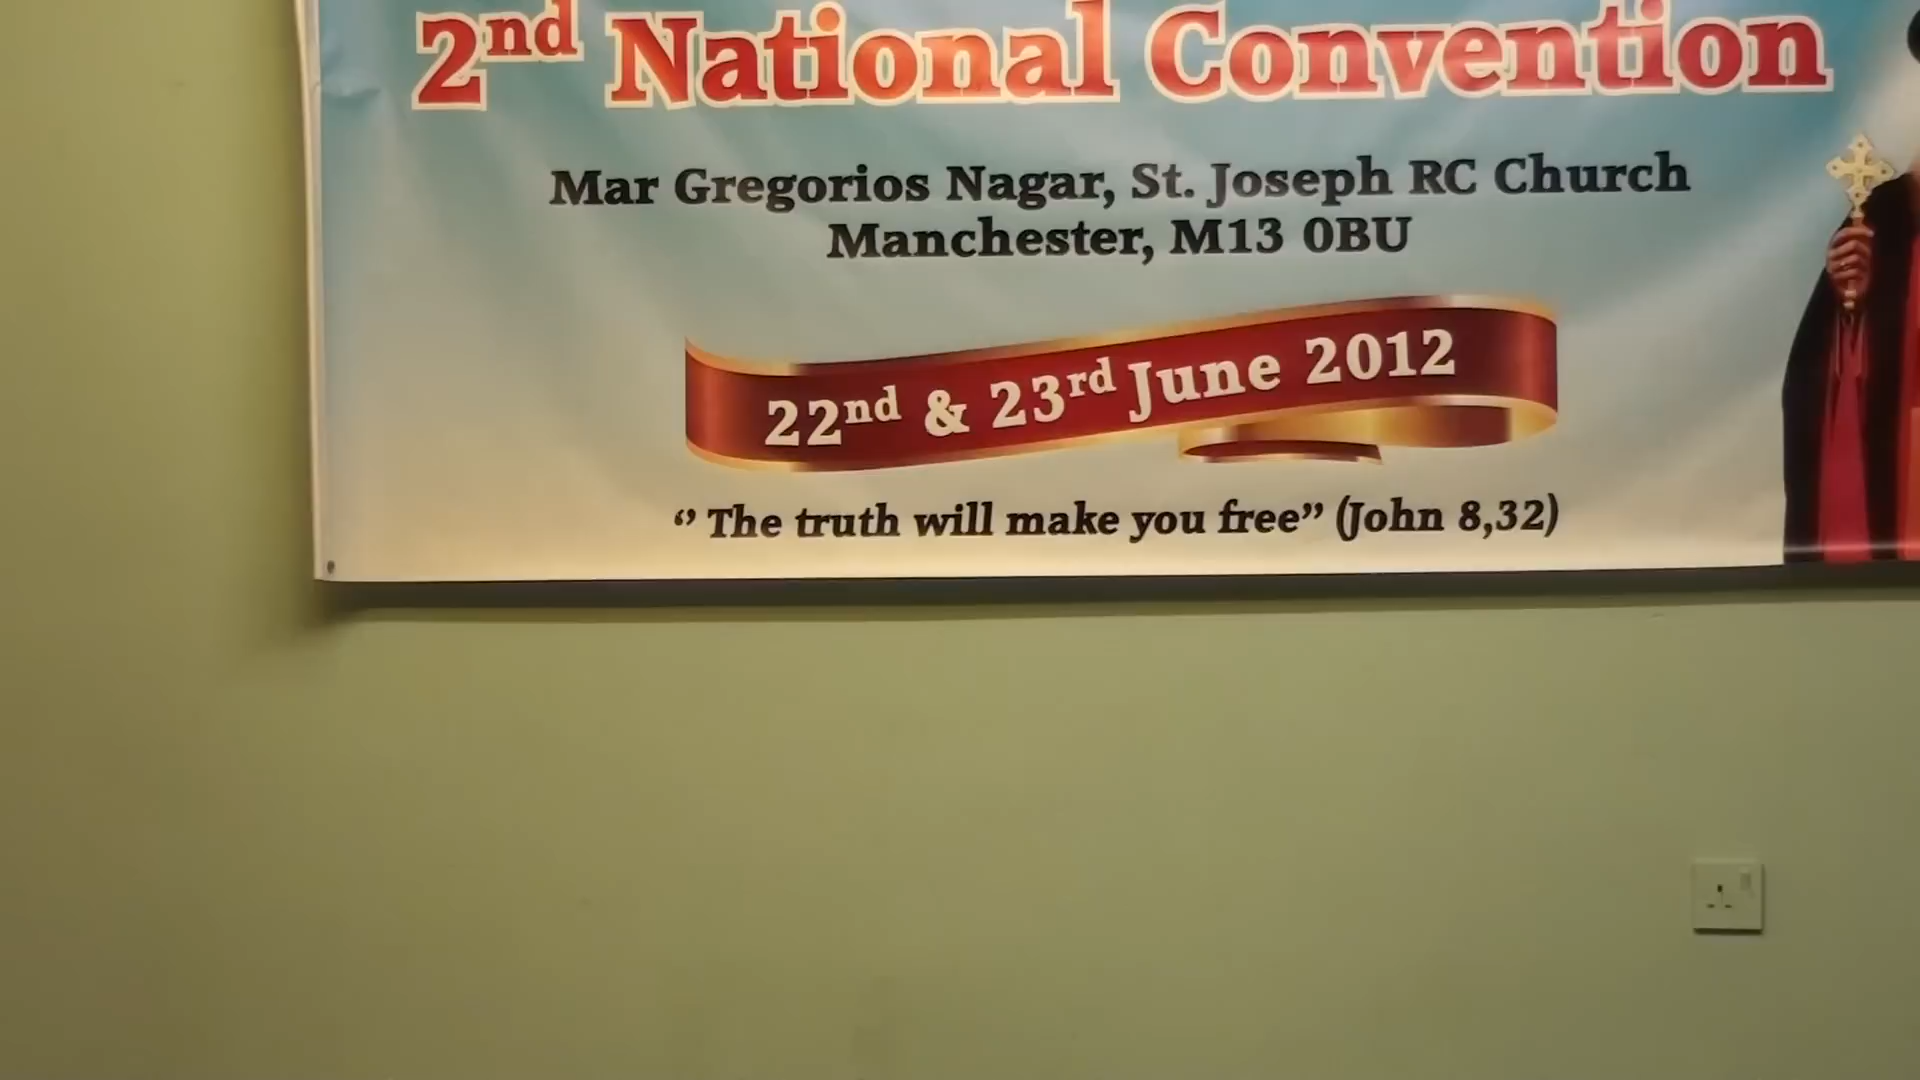 2nd National Convention
Mar Gregorios Nagar, St. Joseph RC Church
Manchester, M13 0BU
22nd & 23rd June 2012
‘’ The truth will make you free’’ (John 8,32)